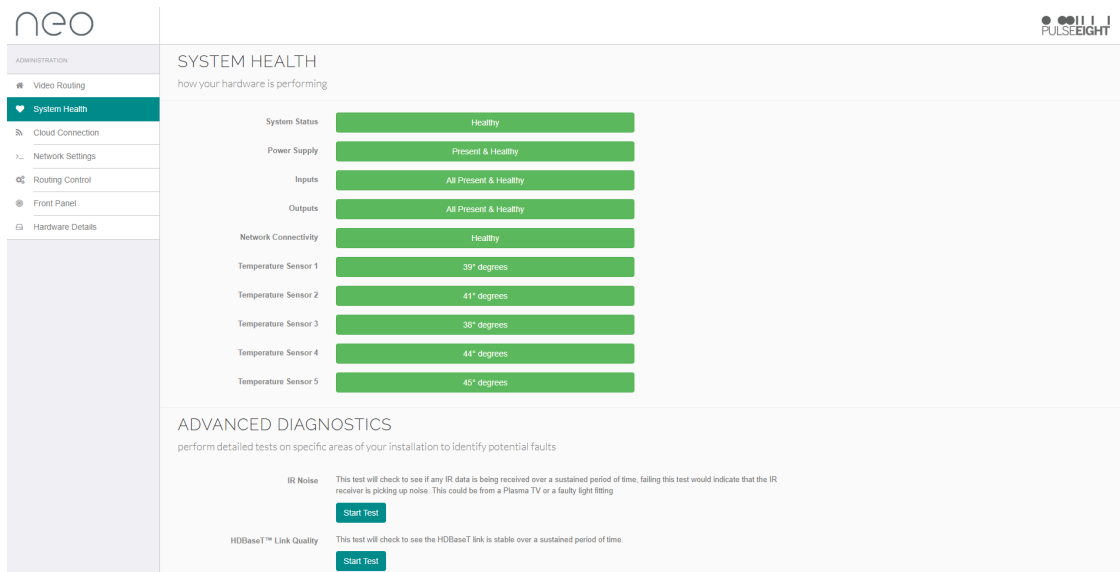 neo
PULSEEIGHT
ADMINISTRATION
Video Routing
System Health
Cloud Connection
Network Settings
Routing Control
Front Panel
Hardware Details
SYSTEM HEALTH
how your hardware is performing
System Status Healthy
Power Supply Present & Healthy
Inputs All Present & Healthy
Outputs All Present & Healthy
Network Connectivity Healthy
Temperature Sensor 1 39° degrees
Temperature Sensor 2 41° degrees
Temperature Sensor 3 38° degrees
Temperature Sensor 4 44° degrees
Temperature Sensor 5 45° degrees
ADVANCED DIAGNOSTICS
perform detailed tests on specific areas of your installation to identify potential faults
IR Noise This test will check to see if any IR data is being received over a sustained period of time, failing this test would indicate that the IR
receiver is picking up noise. This could be from a Plasma TV or a faulty light fitting
Start Test
HDBaseT™ Link Quality This test will check to see the HDBaseT link is stable over a sustained period of time.
Start Test